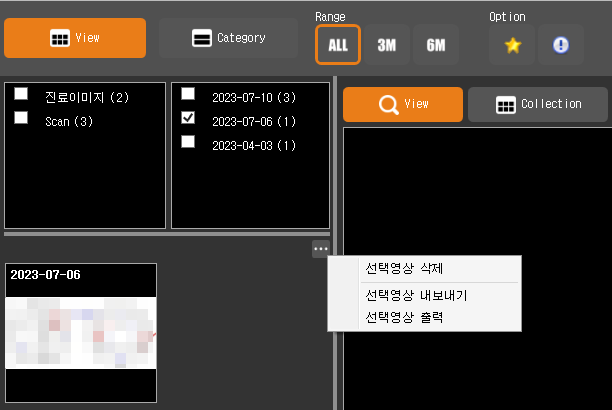 Range
Option
View
Category
ALL
3M
6M
진료이미지 (2)
Scan (3)
2023-07-10 (3)
2023-07-06 (1)
2023-04-03 (1)
View
Collection
2023-07-06
선택영상 삭제
선택영상 내보내기
선택영상 출력